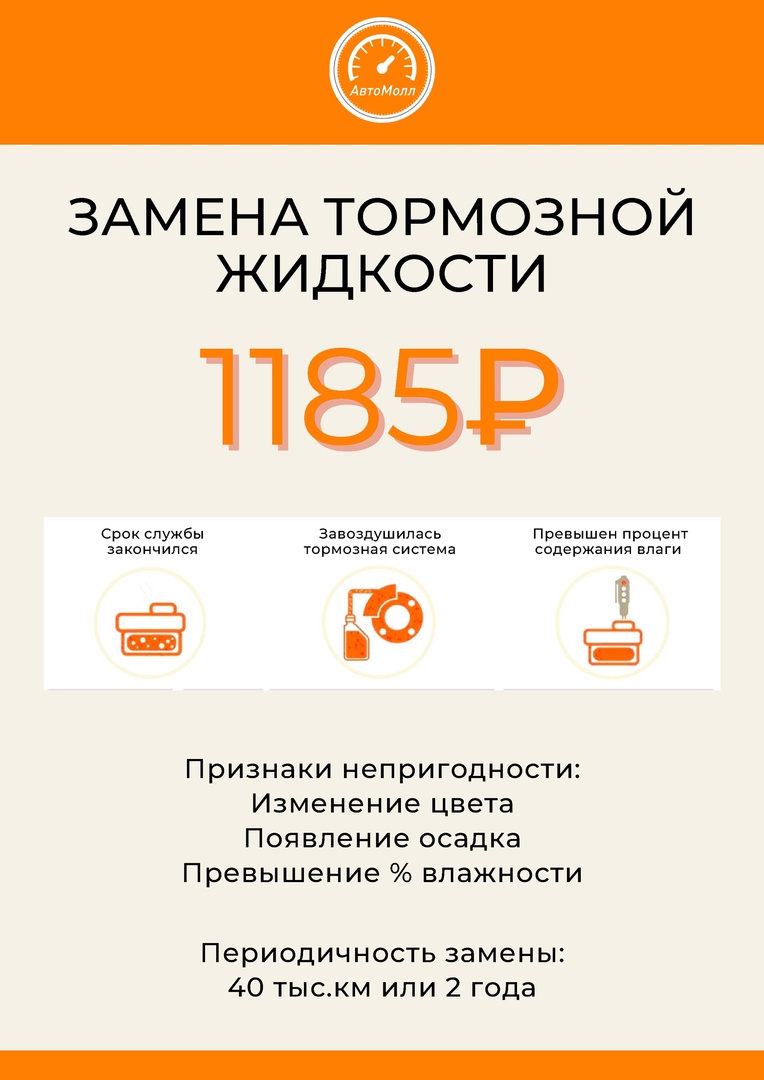 АвтоМолл
ЗАМЕНА ТОРМОЗНОЙ
ЖИДКОСТИ
1185₽
Срок службы
закончился
Завоздушилась
тормозная система
Превышен процент
содержания влаги
Признаки непригодности:
Изменение цвета
Появление осадка
Превышение % влажности
Периодичность замены:
40 тыс.км или 2 года